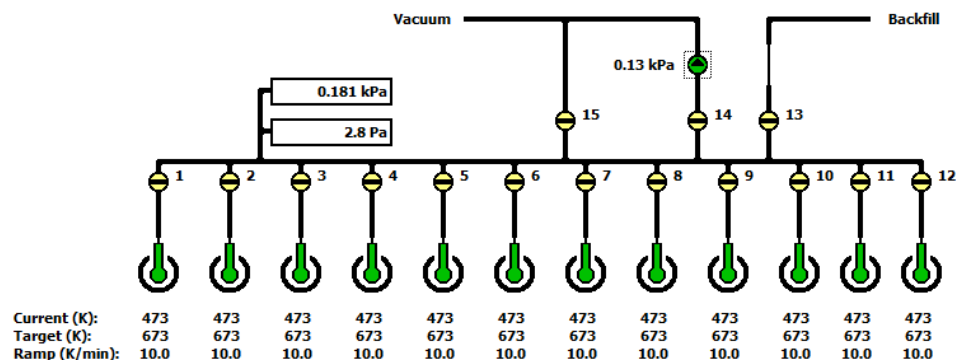 Vacuum
Backfill
0.13 kPa
0.181 kPa
15
14
13
2.8 Pa
1 2 3 4 5 6 7 8 9 10 11 12
Current (K): 473 473 473 473 473 473 473 473 473 473 473 473
Target (K): 673 673 673 673 673 673 673 673 673 673 673 673
Ramp (K/min): 10.0 10.0 10.0 10.0 10.0 10.0 10.0 10.0 10.0 10.0 10.0 10.0